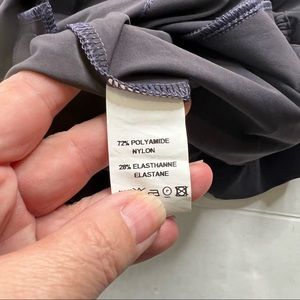 72% POLYAMIDE
NYLON
28% ELASTHANNE
ELASTANE